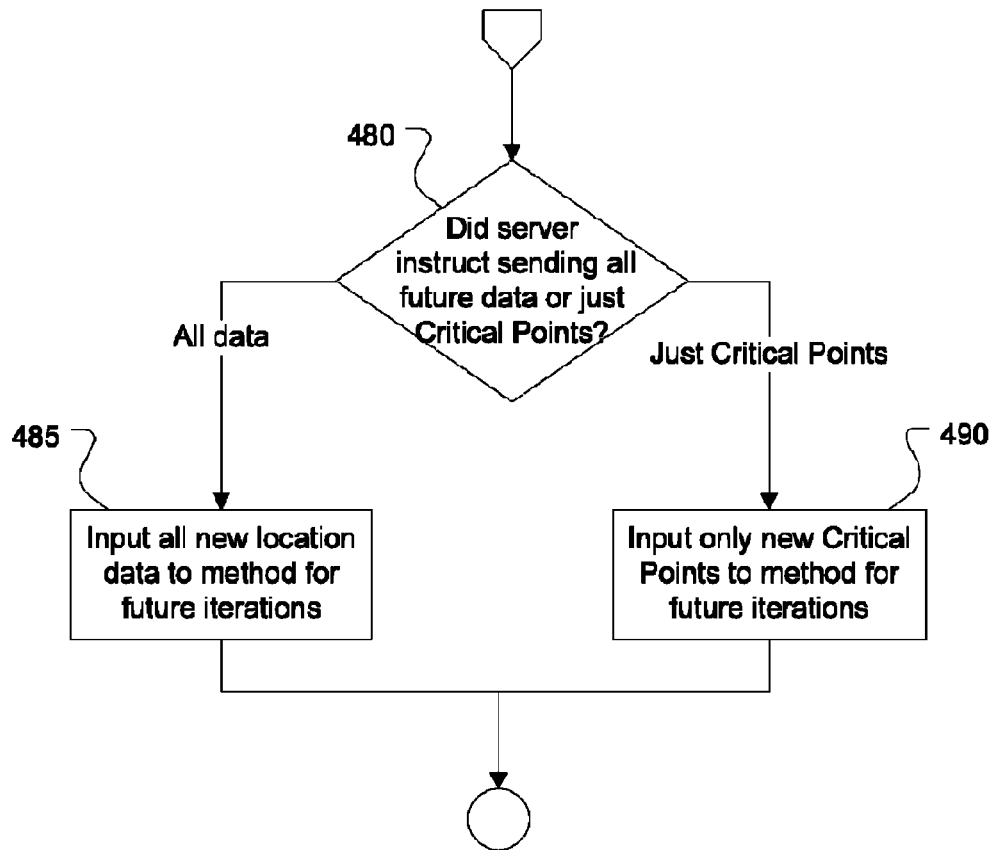 480
Did server
instruct sending all
future data or just
Critical Points?
All data
Just Critical Points
485
490
Input all new location
data to method for
future iterations
Input only new Critical
Points to method for
future iterations